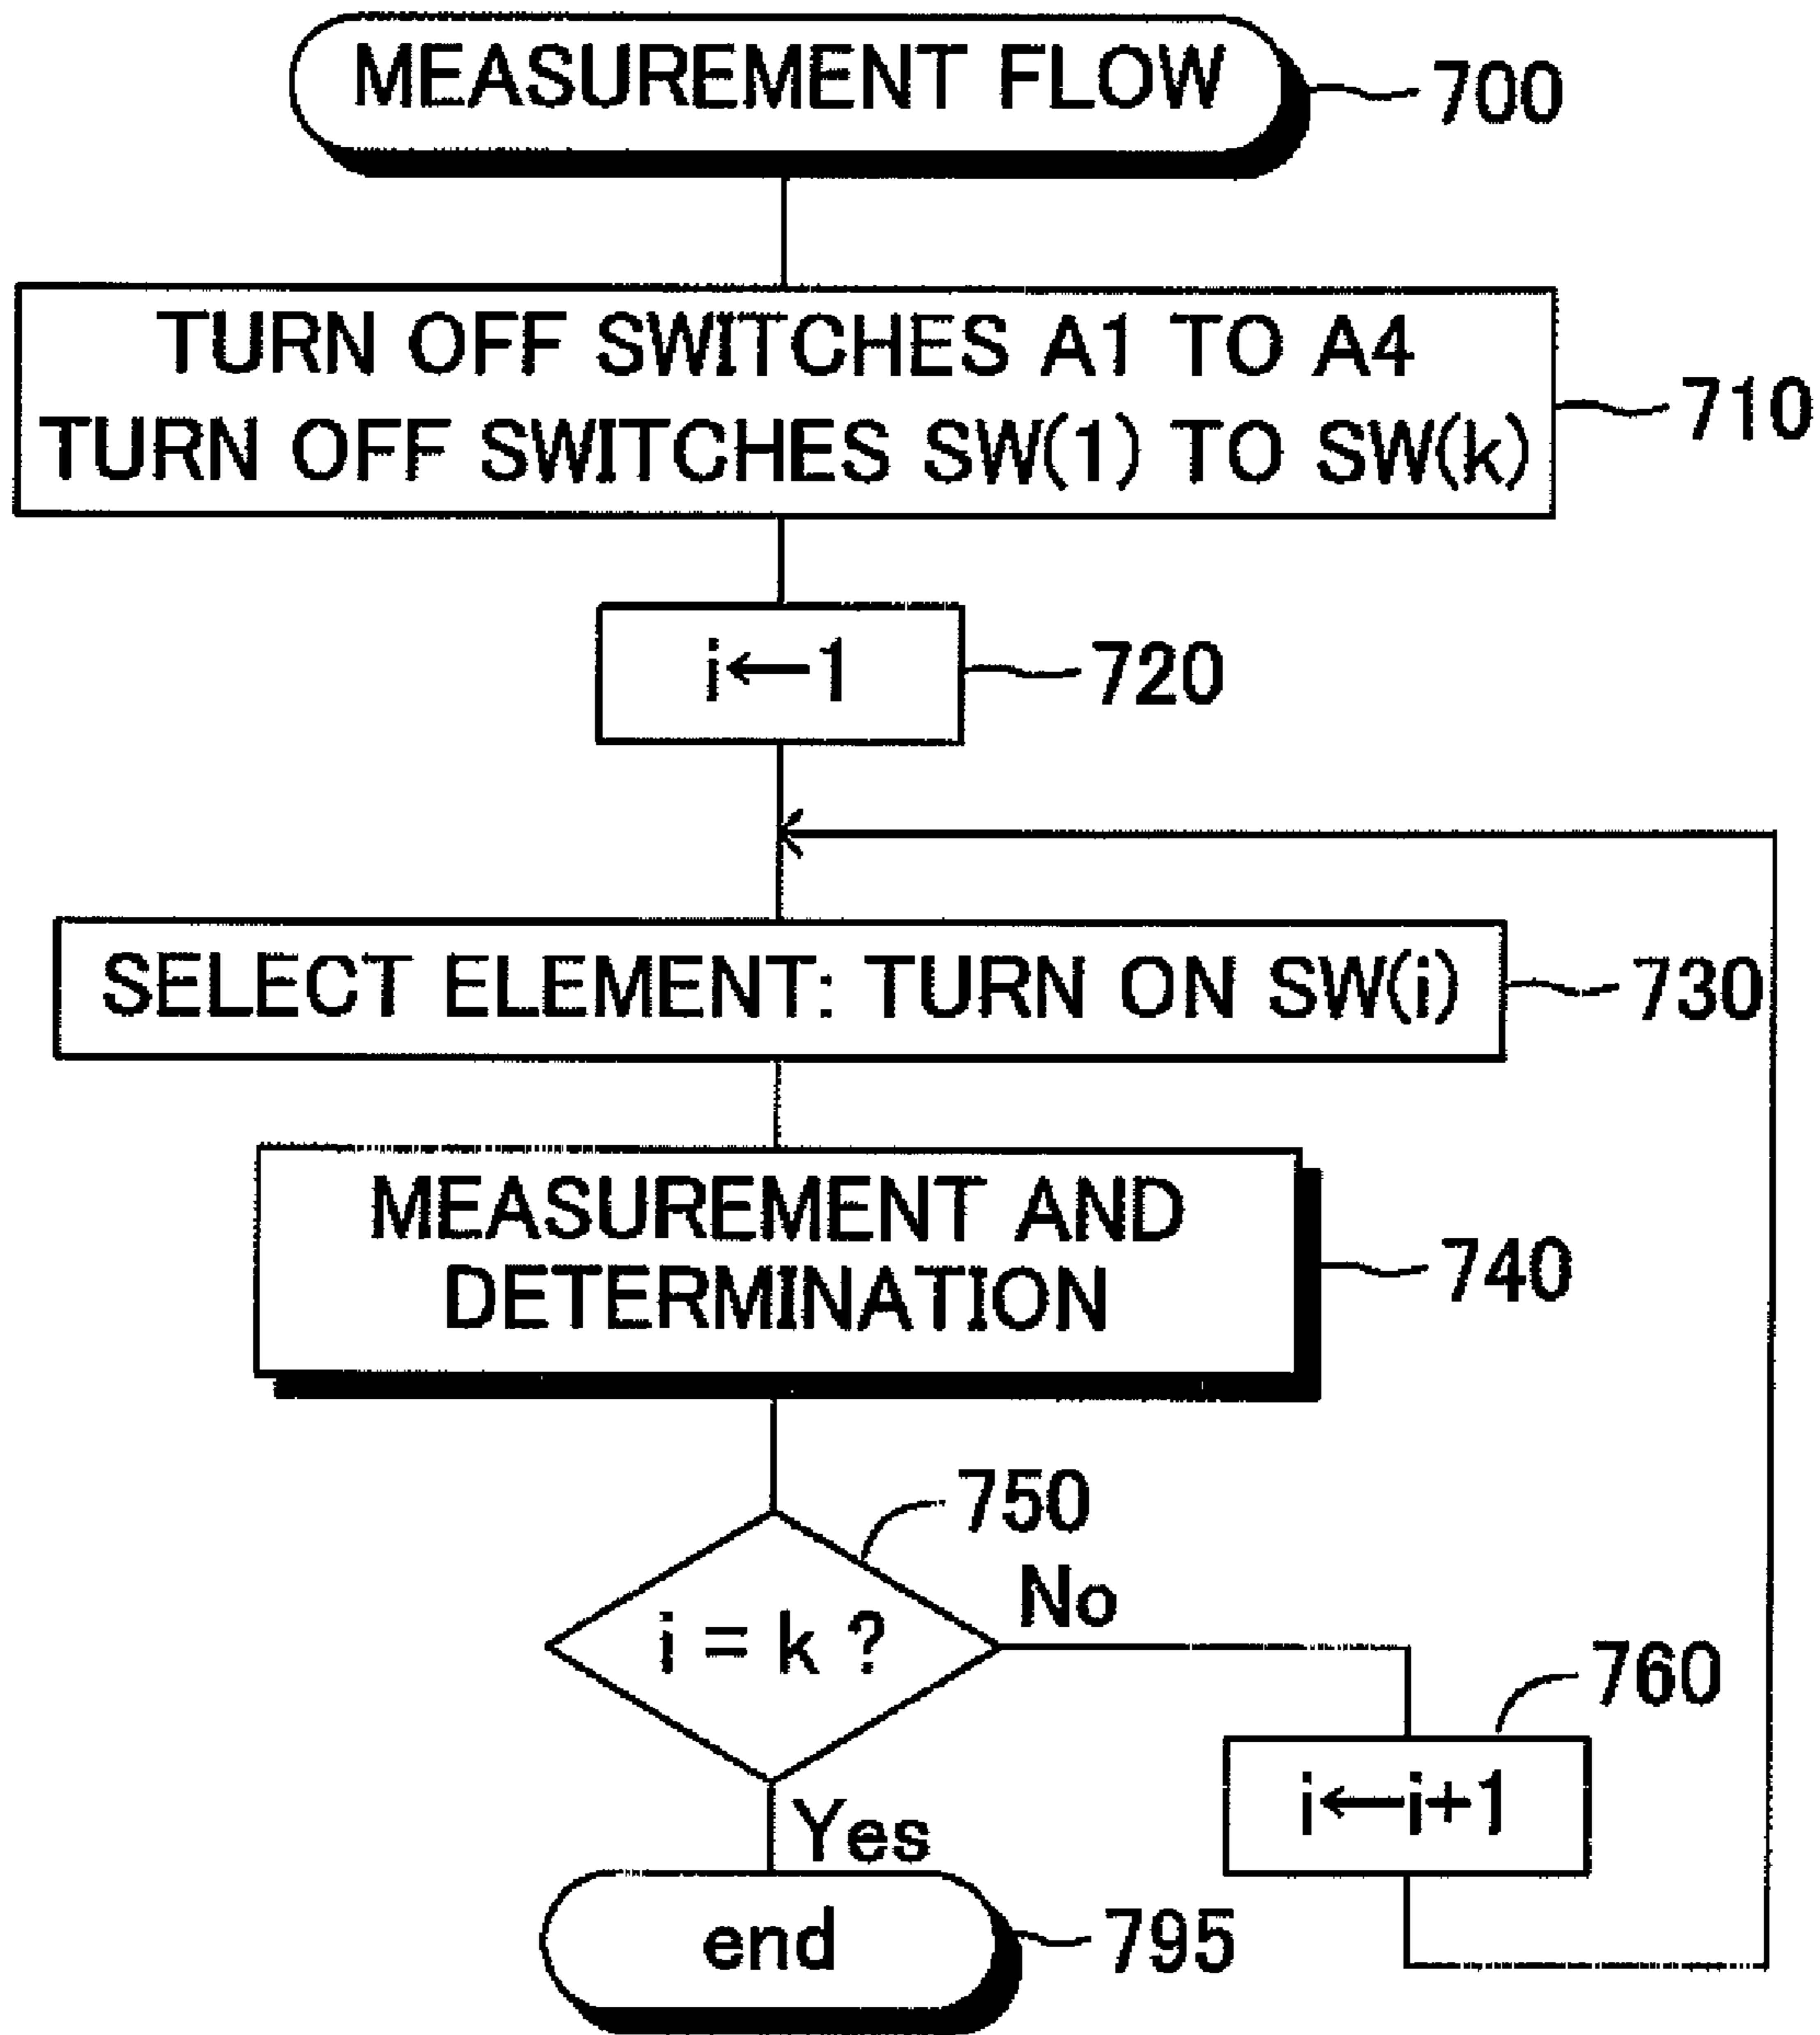 MEASUREMENT FLOW
700
TURN OFF SWITCHES A1 TO A4
TURN OFF SWITCHES SW(1) TO SW(k)
710
i←1
720
SELECT ELEMENT: TURN ON SW(i)
730
MEASUREMENT AND
DETERMINATION
740
750
i = k ?
No
760
i←i+1
Yes
end
795